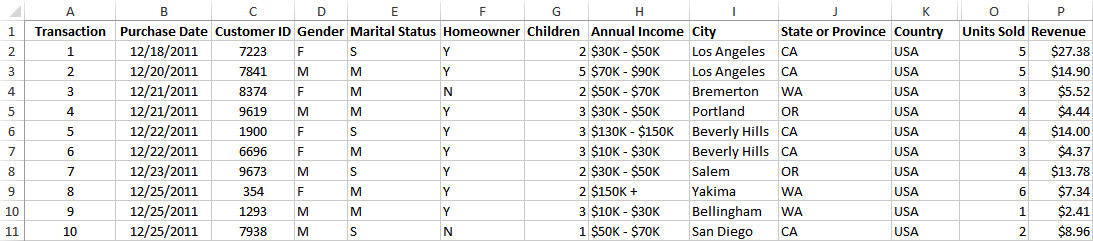 A B C D E F G H I J K O P
1 Transaction Purchase Date Customer ID Gender Marital Status Homeowner Children Annual Income City State or Province Country Units Sold Revenue
2 1 12/18/2011 7223 F S Y 2 $30K - $50K Los Angeles CA USA 5 $27.38
3 2 12/20/2011 7841 M M Y 5 $70K - $90K Los Angeles CA USA 5 $14.90
4 3 12/21/2011 8374 F M N 2 $50K - $70K Bremerton WA USA 3 $5.52
5 4 12/21/2011 9619 M M Y 3 $30K - $50K Portland OR USA 4 $4.44
6 5 12/22/2011 1900 F S Y 3 $130K - $150K Beverly Hills CA USA 4 $14.00
7 6 12/22/2011 6696 F M Y 3 $10K - $30K Beverly Hills CA USA 3 $4.37
8 7 12/23/2011 9673 M S Y 2 $30K - $50K Salem OR USA 4 $13.78
9 8 12/25/2011 354 F M Y 2 $150K + Yakima WA USA 6 $7.34
10 9 12/25/2011 1293 M M Y 3 $10K - $30K Bellingham WA USA 1 $2.41
11 10 12/25/2011 7938 M S N 1 $50K - $70K San Diego CA USA 2 $8.96